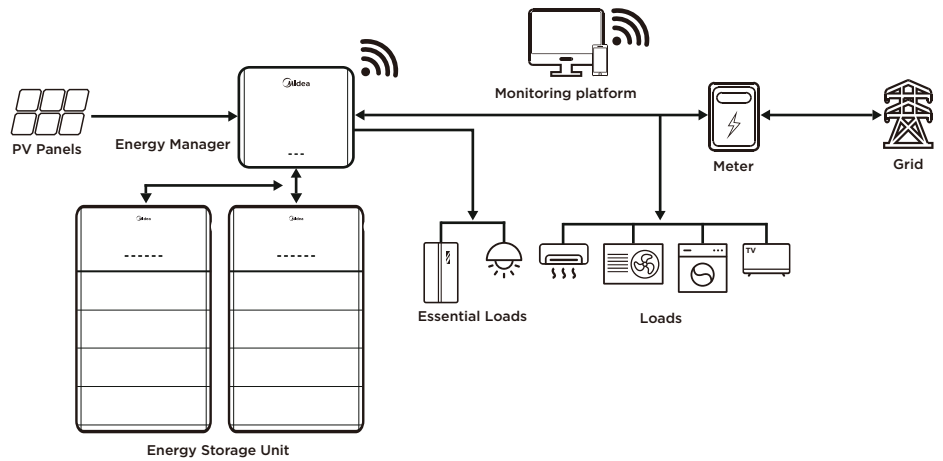 Midea
Monitoring platform
PV Panels
Energy Manager
Meter
Grid
Midea
Midea
TV
Essential Loads
Loads
Energy Storage Unit